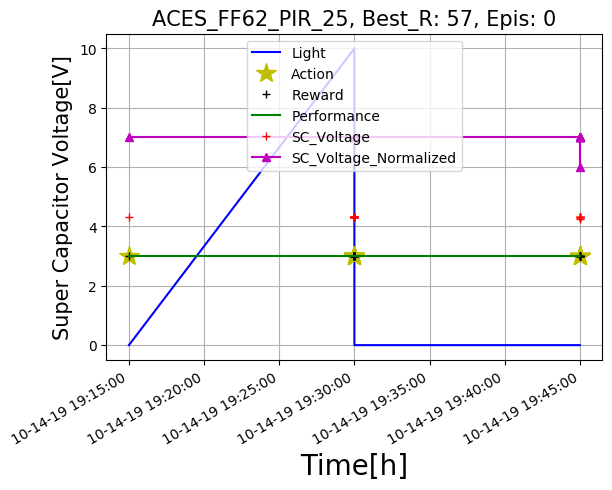 ACES_FF62_PIR_25, Best_R: 57, Epis: 0
Super Capacitor Voltage[V]
10
8
6
4
2
0
Light
Action
Reward
Performance
SC_Voltage
SC_Voltage_Normalized
10-14-19 19:15:00
10-14-19 19:20:00
10-14-19 19:25:00
10-14-19 19:30:00
10-14-19 19:35:00
10-14-19 19:40:00
10-14-19 19:45:00
Time[h]